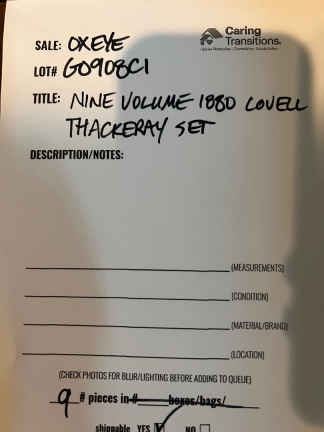 SALE: OXEYE
Caring Transitions.
LOT# G0908C1
TITLE: NINE VOLUME 1880 LOVELL
THACKERAY SET
DESCRIPTION/NOTES:
(MEASUREMENTS)
(CONDITION)
(MATERIAL/BRAND)
(LOCATION)
(CHECK PHOTOS FOR BLUR/LIGHTING BEFORE ADDING TO QUEUE)
9 # pieces in # boxes/bags/
shippable YES NO